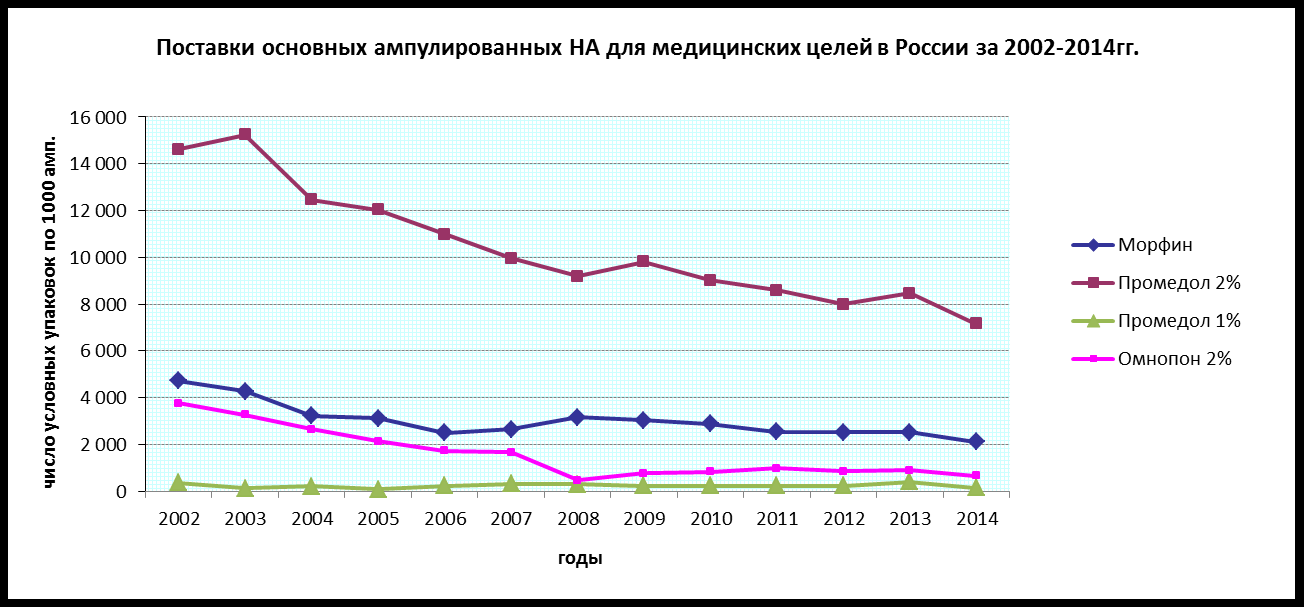 Поставки основных ампулированных НА для медицинских целей в России за 2002-2014гг.
число условных упаковок по 1000 амп.
16 000
14 000
12 000
10 000
8 000
6 000
4 000
2 000
0
2002 2003 2004 2005 2006 2007 2008 2009 2010 2011 2012 2013 2014
годы
Морфин
Промедол 2%
Промедол 1%
Омнопон 2%